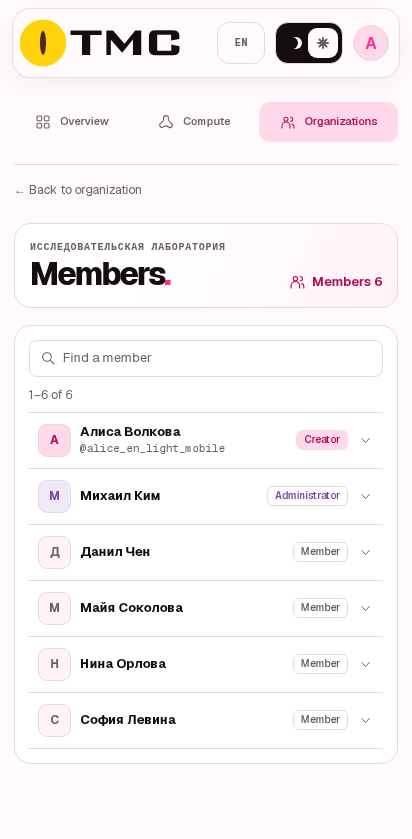 TMC
EN
A
Overview
Compute
Organizations
← Back to organization
ИССЛЕДОВАТЕЛЬСКАЯ ЛАБОРАТОРИЯ
Members.
Members 6
Find a member
1–6 of 6
А
Алиса Волкова
@alice_en_light_mobile
Creator
М
Михаил Ким
Administrator
Д
Данил Чен
Member
М
Майя Соколова
Member
Н
Нина Орлова
Member
С
София Левина
Member